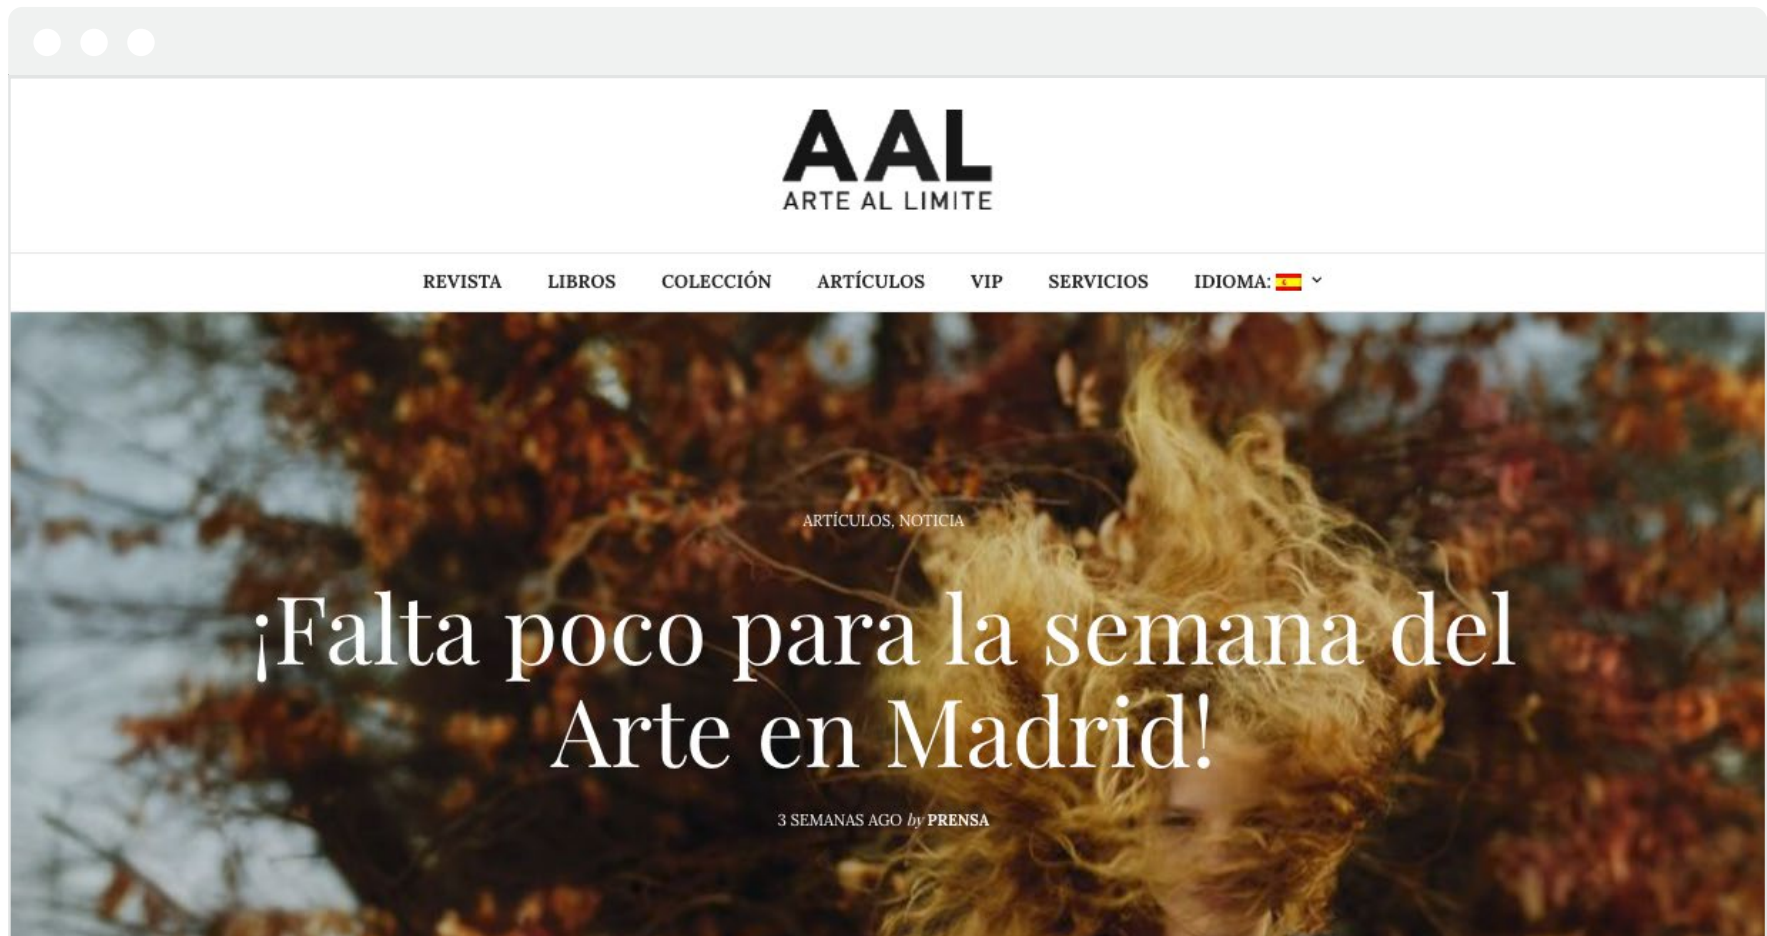 AAL
ARTE AL LIMITE
REVISTA LIBROS COLECCIÓN ARTÍCULOS VIP SERVICIOS IDIOMA:
ARTÍCULOS, NOTICIA
¡Falta poco para la semana del
Arte en Madrid!
3 SEMANAS AGO by PRENSA